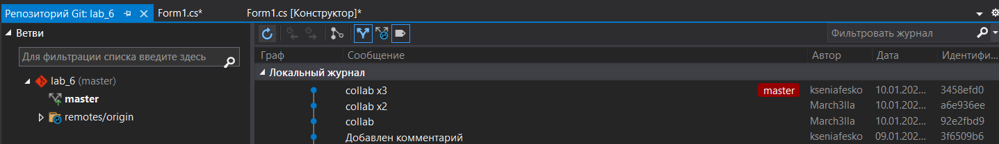 Репозиторий Git: lab_6 Form1.cs* Form1.cs [Конструктор]*
Ветви
Фильтровать журнал
Для фильтрации списка введите здесь
Граф Сообщение Автор Дата Идентифи...
Локальный журнал
lab_6 (master)
master
remotes/origin
collab x3 master kseniafesko 10.01.202... 3458efd0
collab x2 March3lla 10.01.202... a6e936ee
collab March3lla 10.01.202... 92e2fbd9
Добавлен комментарий kseniafesko 09.01.202... 3f6509b6